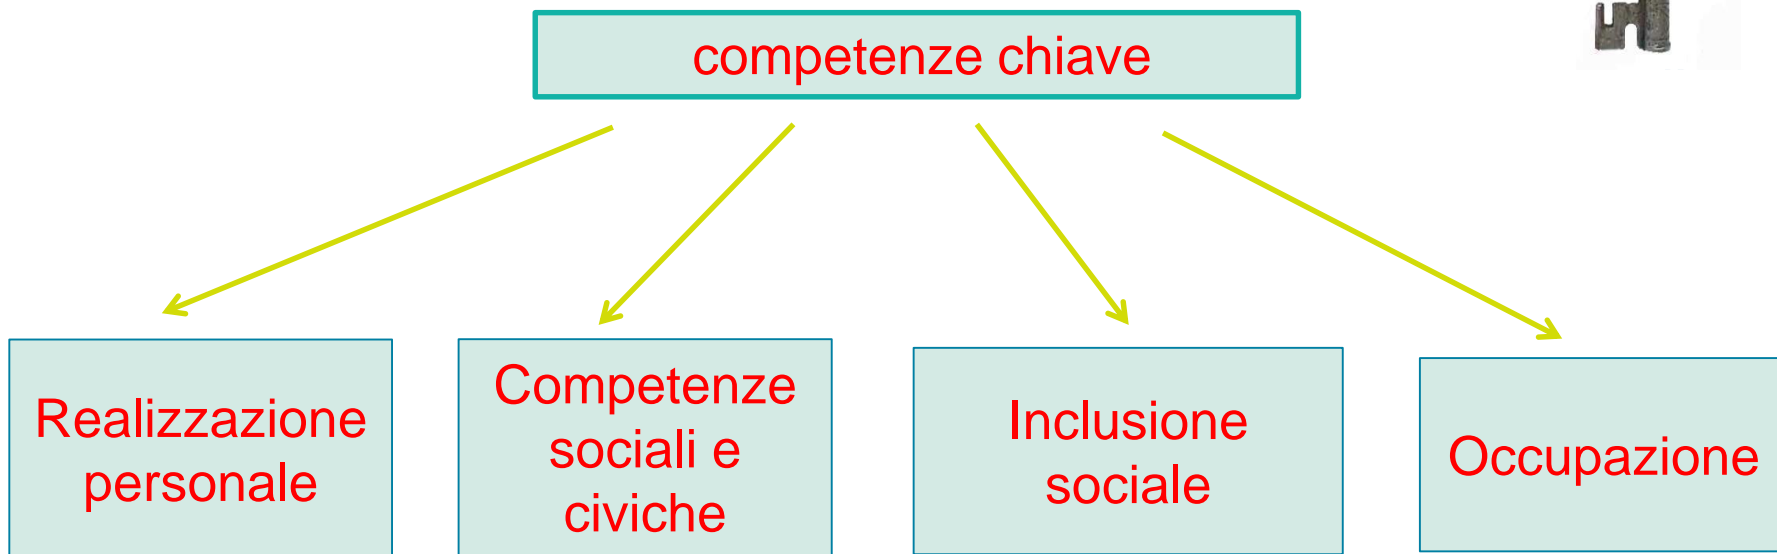 competenze chiave
Realizzazione
personale
Competenze
sociali e
civiche
Inclusione
sociale
Occupazione